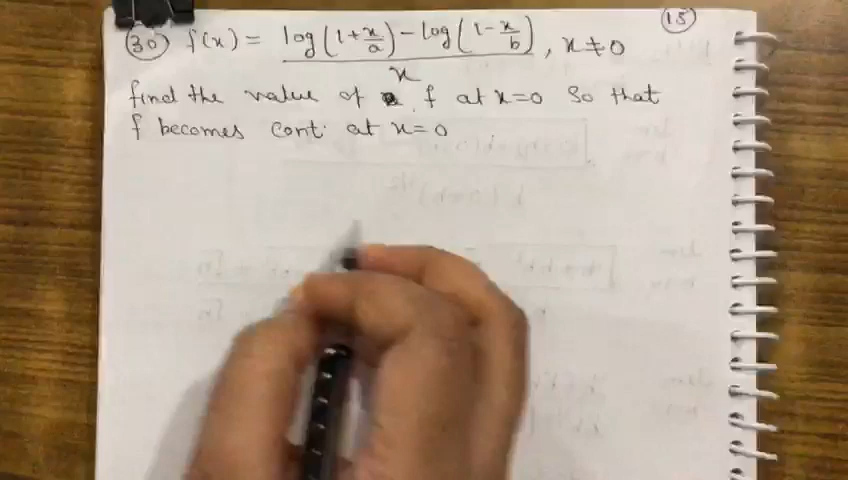 (15)
(30) f(x) = log(1+x/a) - log(1-x/b) / x , x≠0
find the value of f at x=0 so that
f becomes cont. at x=0